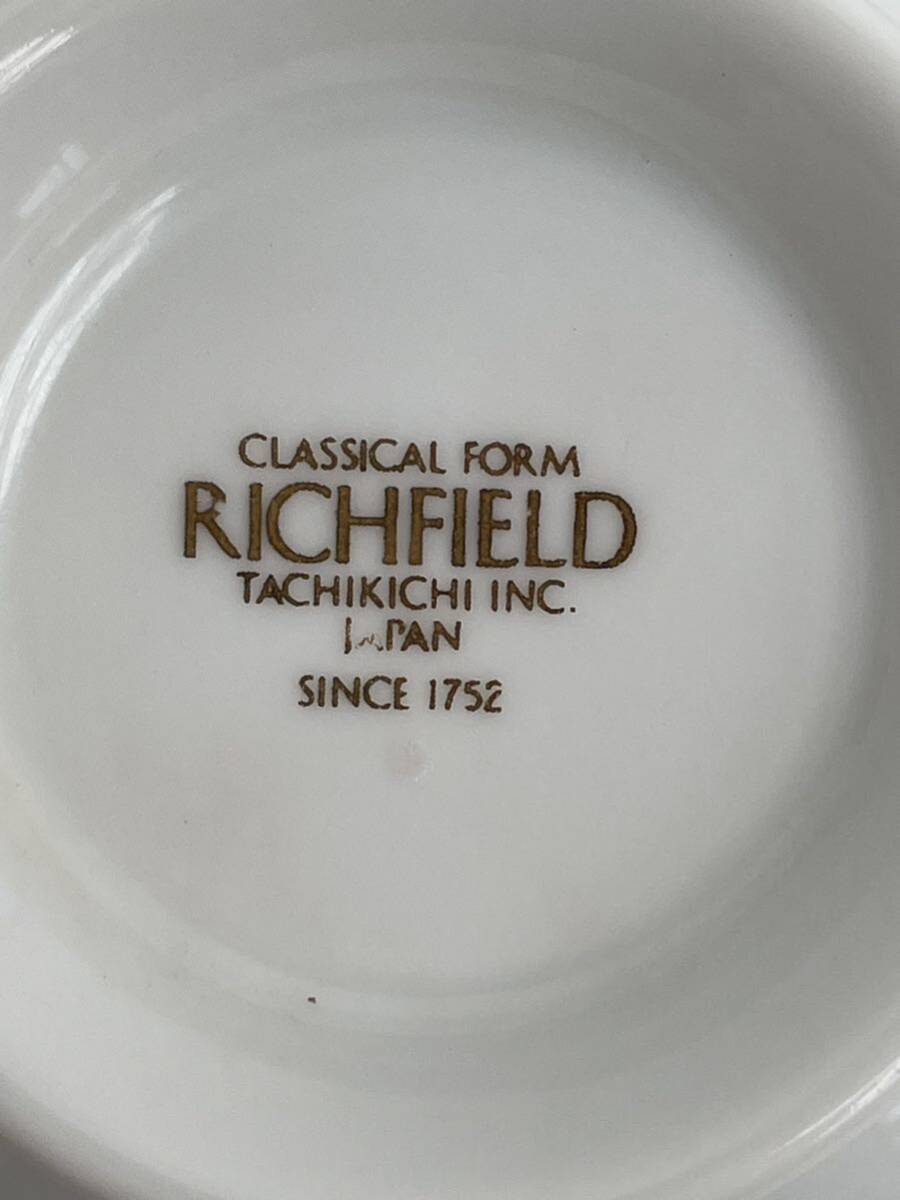 CLASSICAL FORM
RICHFIELD
TACHIKICHI INC.
JAPAN
SINCE 1752